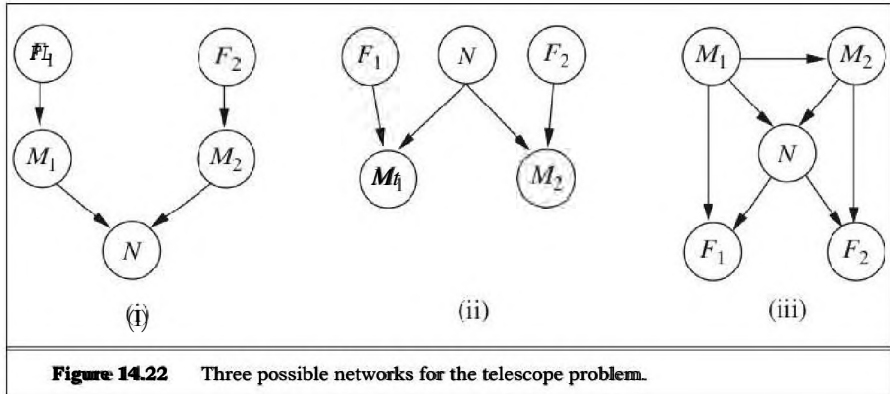 F₁ F₂
M₁ M₂
N
(i)
F₁ N F₂
M₁ M₂
(ii)
M₁ M₂
N
F₁ F₂
(iii)
Figure 14.22 Three possible networks for the telescope problem.